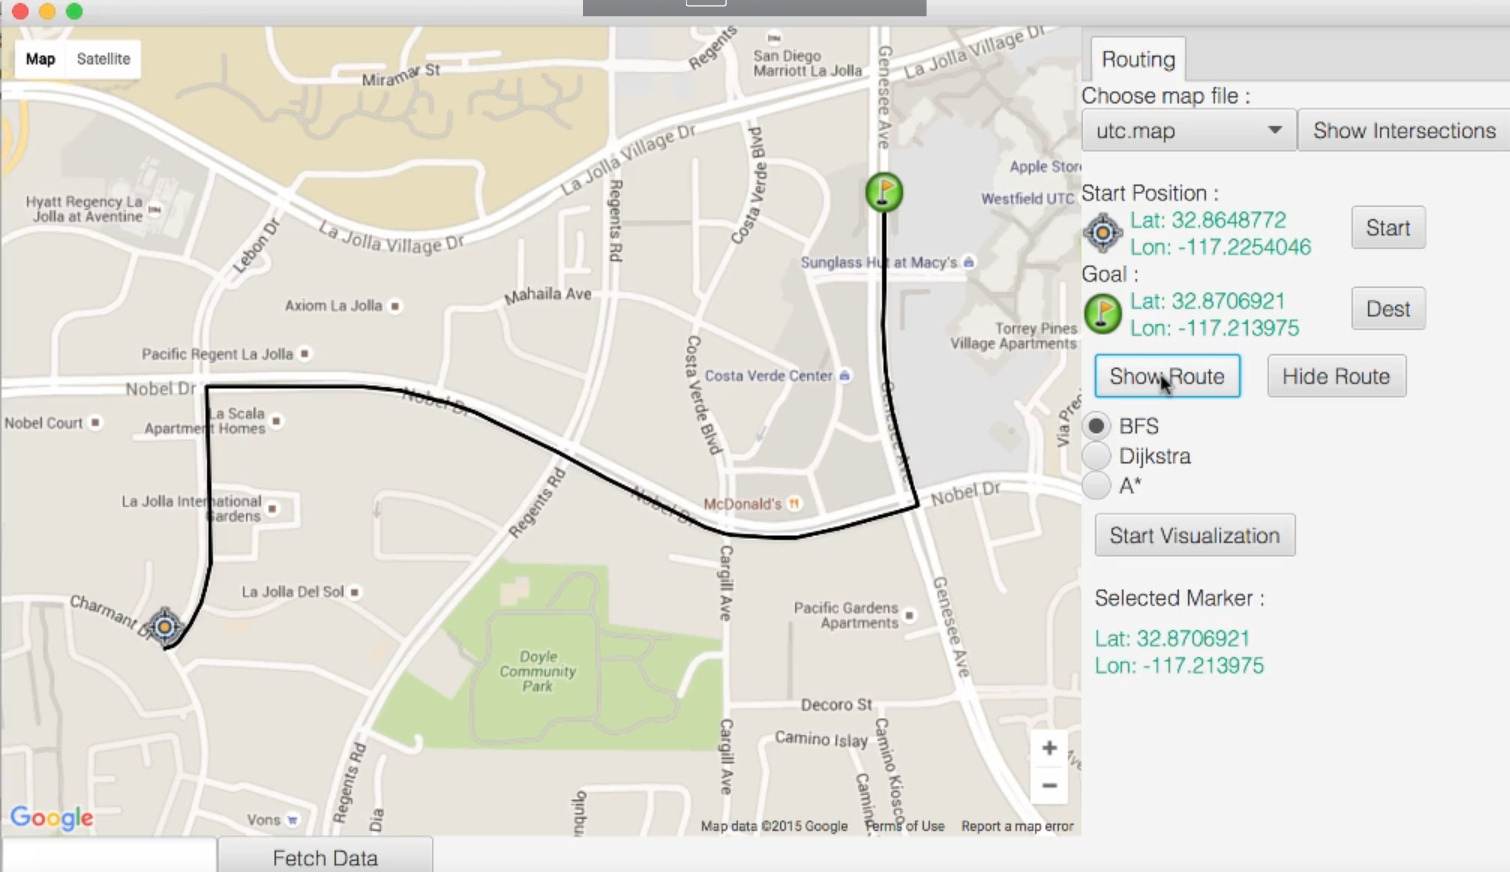 Map Satellite
Miramar St
Regents
San Diego
Marriott La Jolla
Genesee Ave
La Jolla Village Dr
La Jolla Village Dr
Costa Verde Blvd
Regents Rd
Apple Store
Westfield UTC
Hyatt Regency La
Jolla at Aventine
Lebon Dr
La Jolla Village Dr
Sunglass Hut at Macy's
Mahaila Ave
Axiom La Jolla
Torrey Pines
Village Apartments
Pacific Regent La Jolla
Costa Verde Blvd
Costa Verde Center
Nobel Dr
Nobel Dr
Genesee Ave
La Scala
Apartment Homes
Nobel Court
La Jolla International
Gardens
Regents Rd
Nobel Dr
McDonald's
Nobel Dr
Cargill Ave
Genesee Ave
La Jolla Del Sol
Charmant Dr
Pacific Gardens
Apartments
Doyle
Community
Park
Decoro St
Camino Islay
Camino Kiosco
Camino
Cargill Ave
Regents Rd
Dia
Vons
Google
Map data ©2015 Google Terms of Use Report a map error
+
−
Fetch Data
Routing
Choose map file :
utc.map Show Intersections
Start Position :
Lat: 32.8648772
Lon: -117.2254046
Start
Goal :
Lat: 32.8706921
Lon: -117.213975
Dest
Show Route Hide Route
BFS
Dijkstra
A*
Start Visualization
Selected Marker :
Lat: 32.8706921
Lon: -117.213975